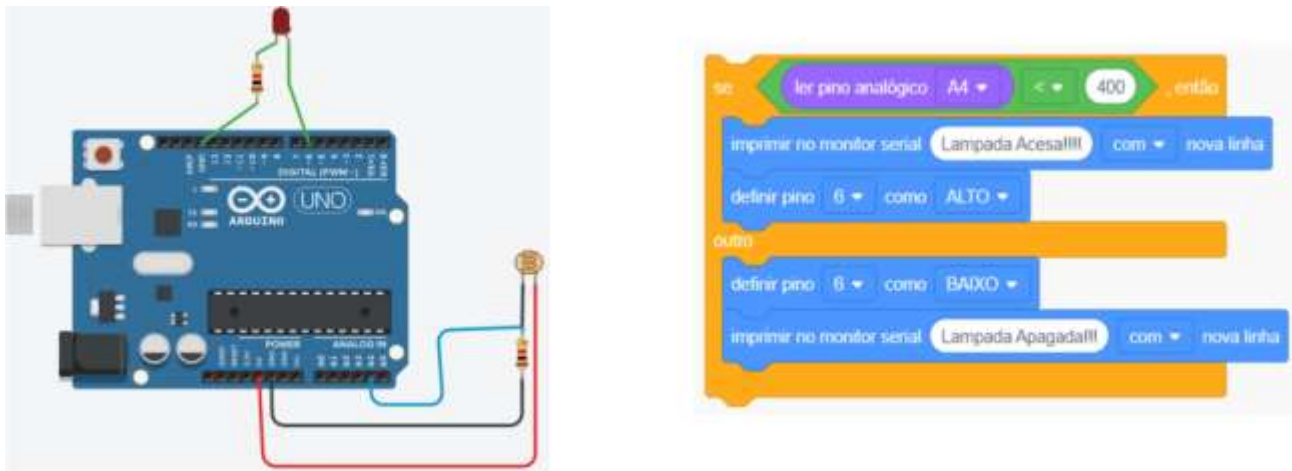 DIGITAL (PWM~)
UNO
ARDUINO
POWER
ANALOG IN
se ler pino analógico A4 < 400 , então
imprimir no monitor serial Lampada Acesa!!!! com nova linha
definir pino 6 como ALTO
outro
definir pino 6 como BAIXO
imprimir no monitor serial Lampada Apagada!!! com nova linha